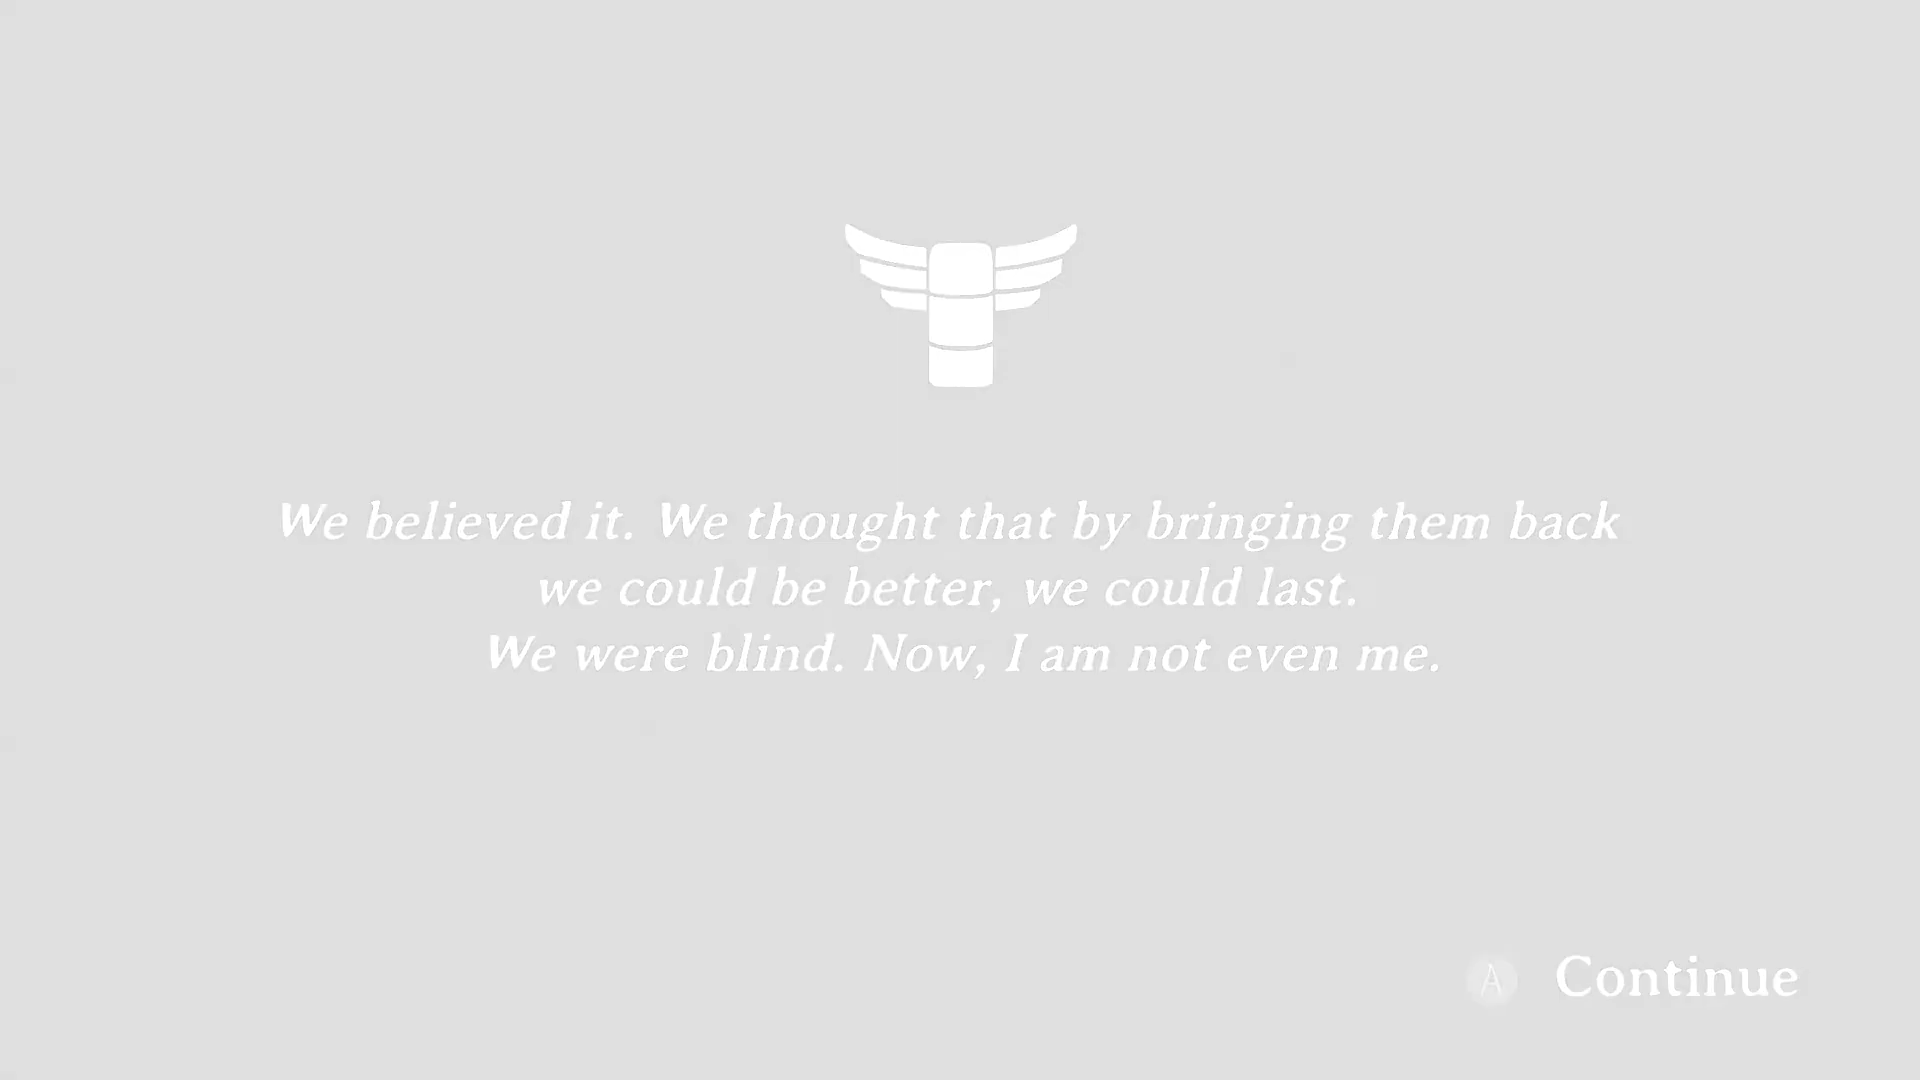 We believed it. We thought that by bringing them back
we could be better, we could last.
We were blind. Now, I am not even me.
A Continue